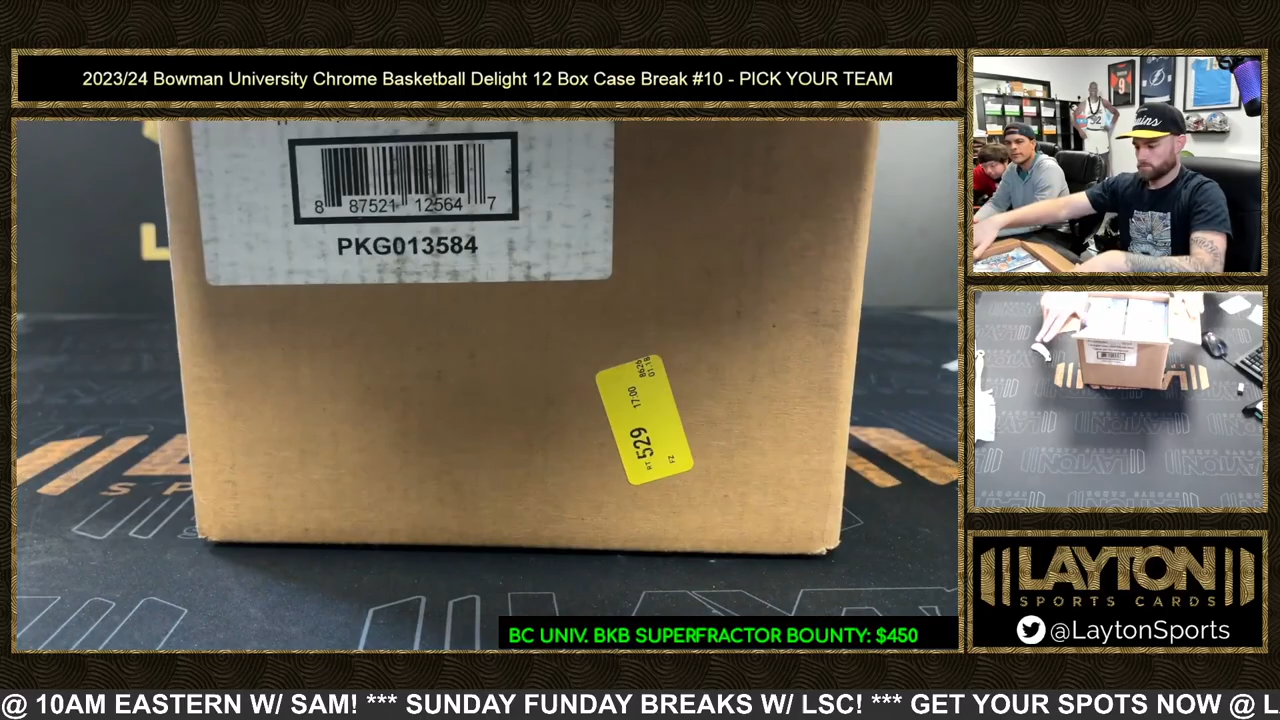 2023/24 Bowman University Chrome Basketball Delight 12 Box Case Break #10 - PICK YOUR TEAM
8 87521 12564 7
PKG013584
17:00
RT 529
FZ
BC UNIV. BKB SUPERFRACTOR BOUNTY: $450
LAYTON
SPORTS CARDS
@LaytonSports
@ 10AM EASTERN W/ SAM! *** SUNDAY FUNDAY BREAKS W/ LSC! *** GET YOUR SPOTS NOW @ L